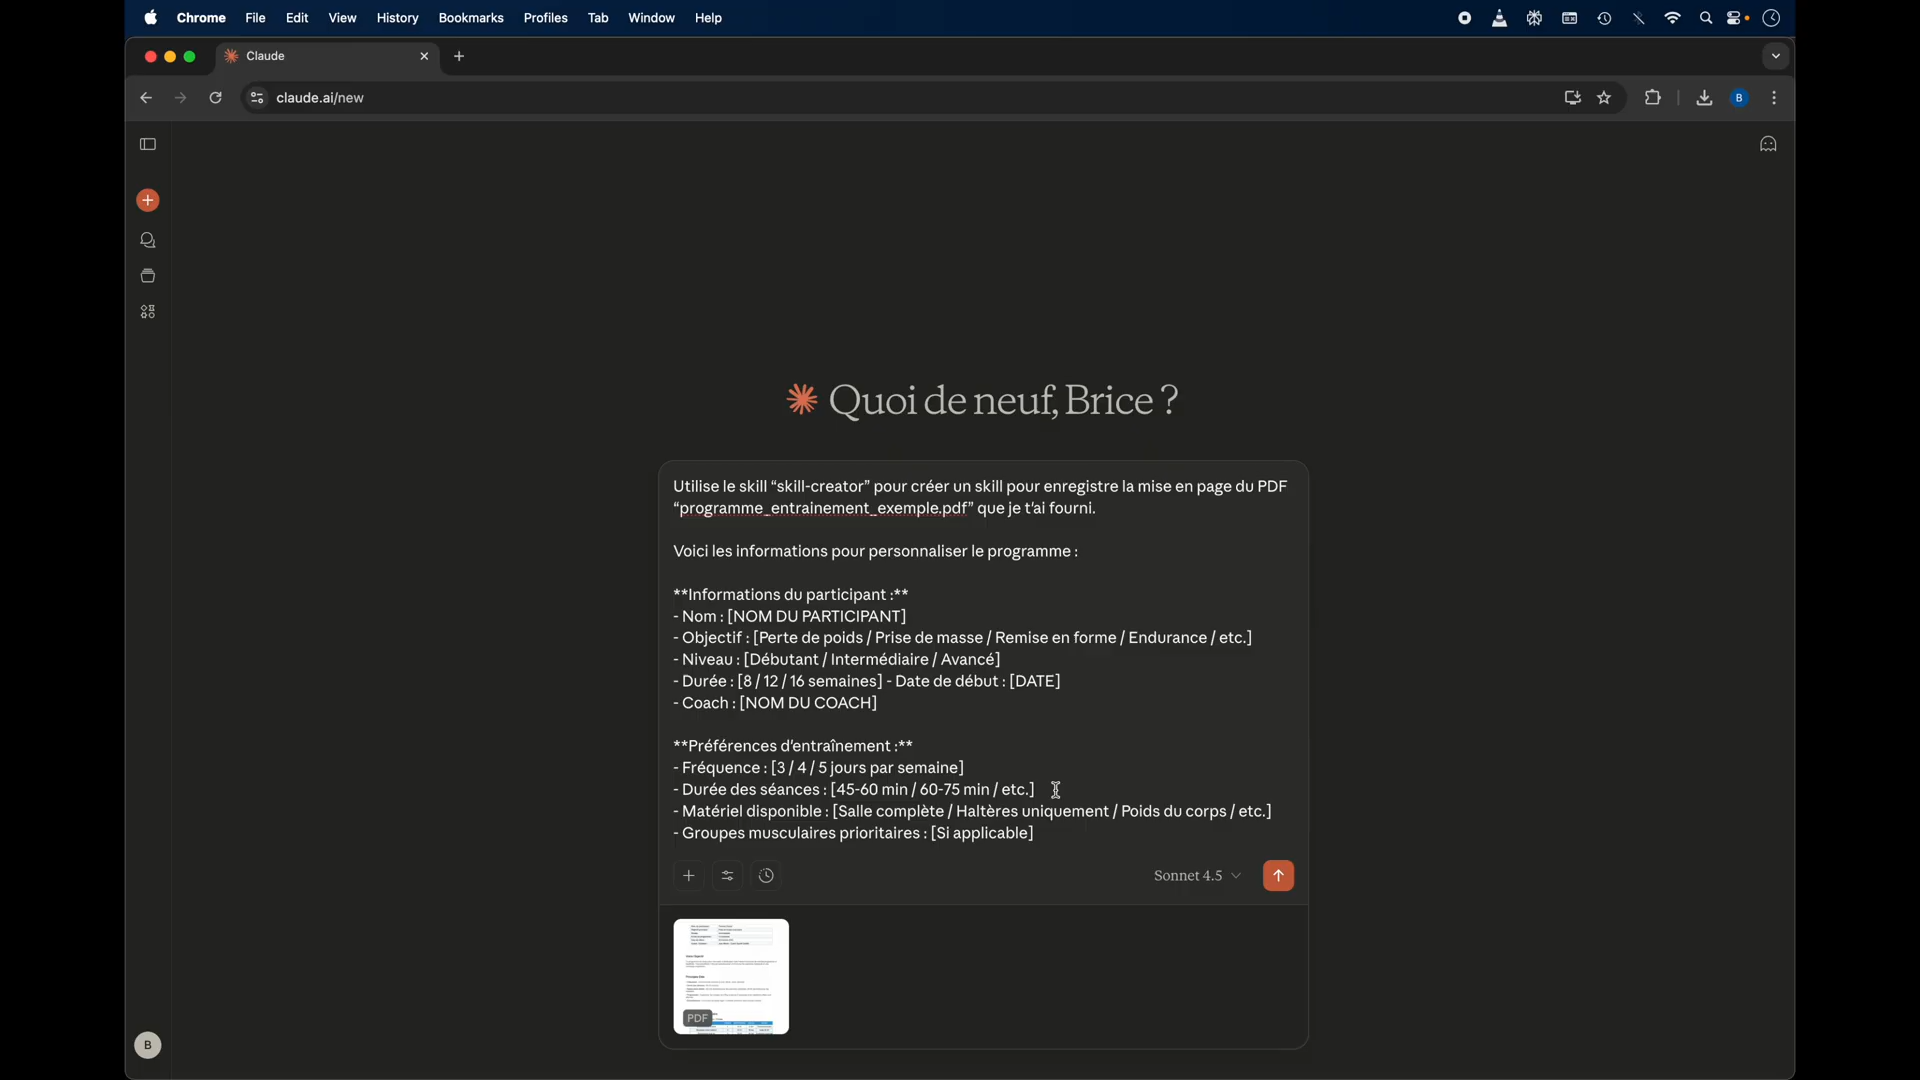 Chrome File Edit View History Bookmarks Profiles Tab Window Help
Claude
claude.ai/new
B
Quoi de neuf, Brice ?
Utilise le skill “skill-creator” pour créer un skill pour enregistre la mise en page du PDF
“programme_entrainement_exemple.pdf” que je t'ai fourni.
Voici les informations pour personnaliser le programme :
**Informations du participant :**
- Nom : [NOM DU PARTICIPANT]
- Objectif : [Perte de poids / Prise de masse / Remise en forme / Endurance / etc.]
- Niveau : [Débutant / Intermédiaire / Avancé]
- Durée : [8 / 12 / 16 semaines] - Date de début : [DATE]
- Coach : [NOM DU COACH]
**Préférences d'entraînement :**
- Fréquence : [3 / 4 / 5 jours par semaine]
- Durée des séances : [45-60 min / 60-75 min / etc.]
- Matériel disponible : [Salle complète / Haltères uniquement / Poids du corps / etc.]
- Groupes musculaires prioritaires : [Si applicable]
Sonnet 4.5
PDF
B